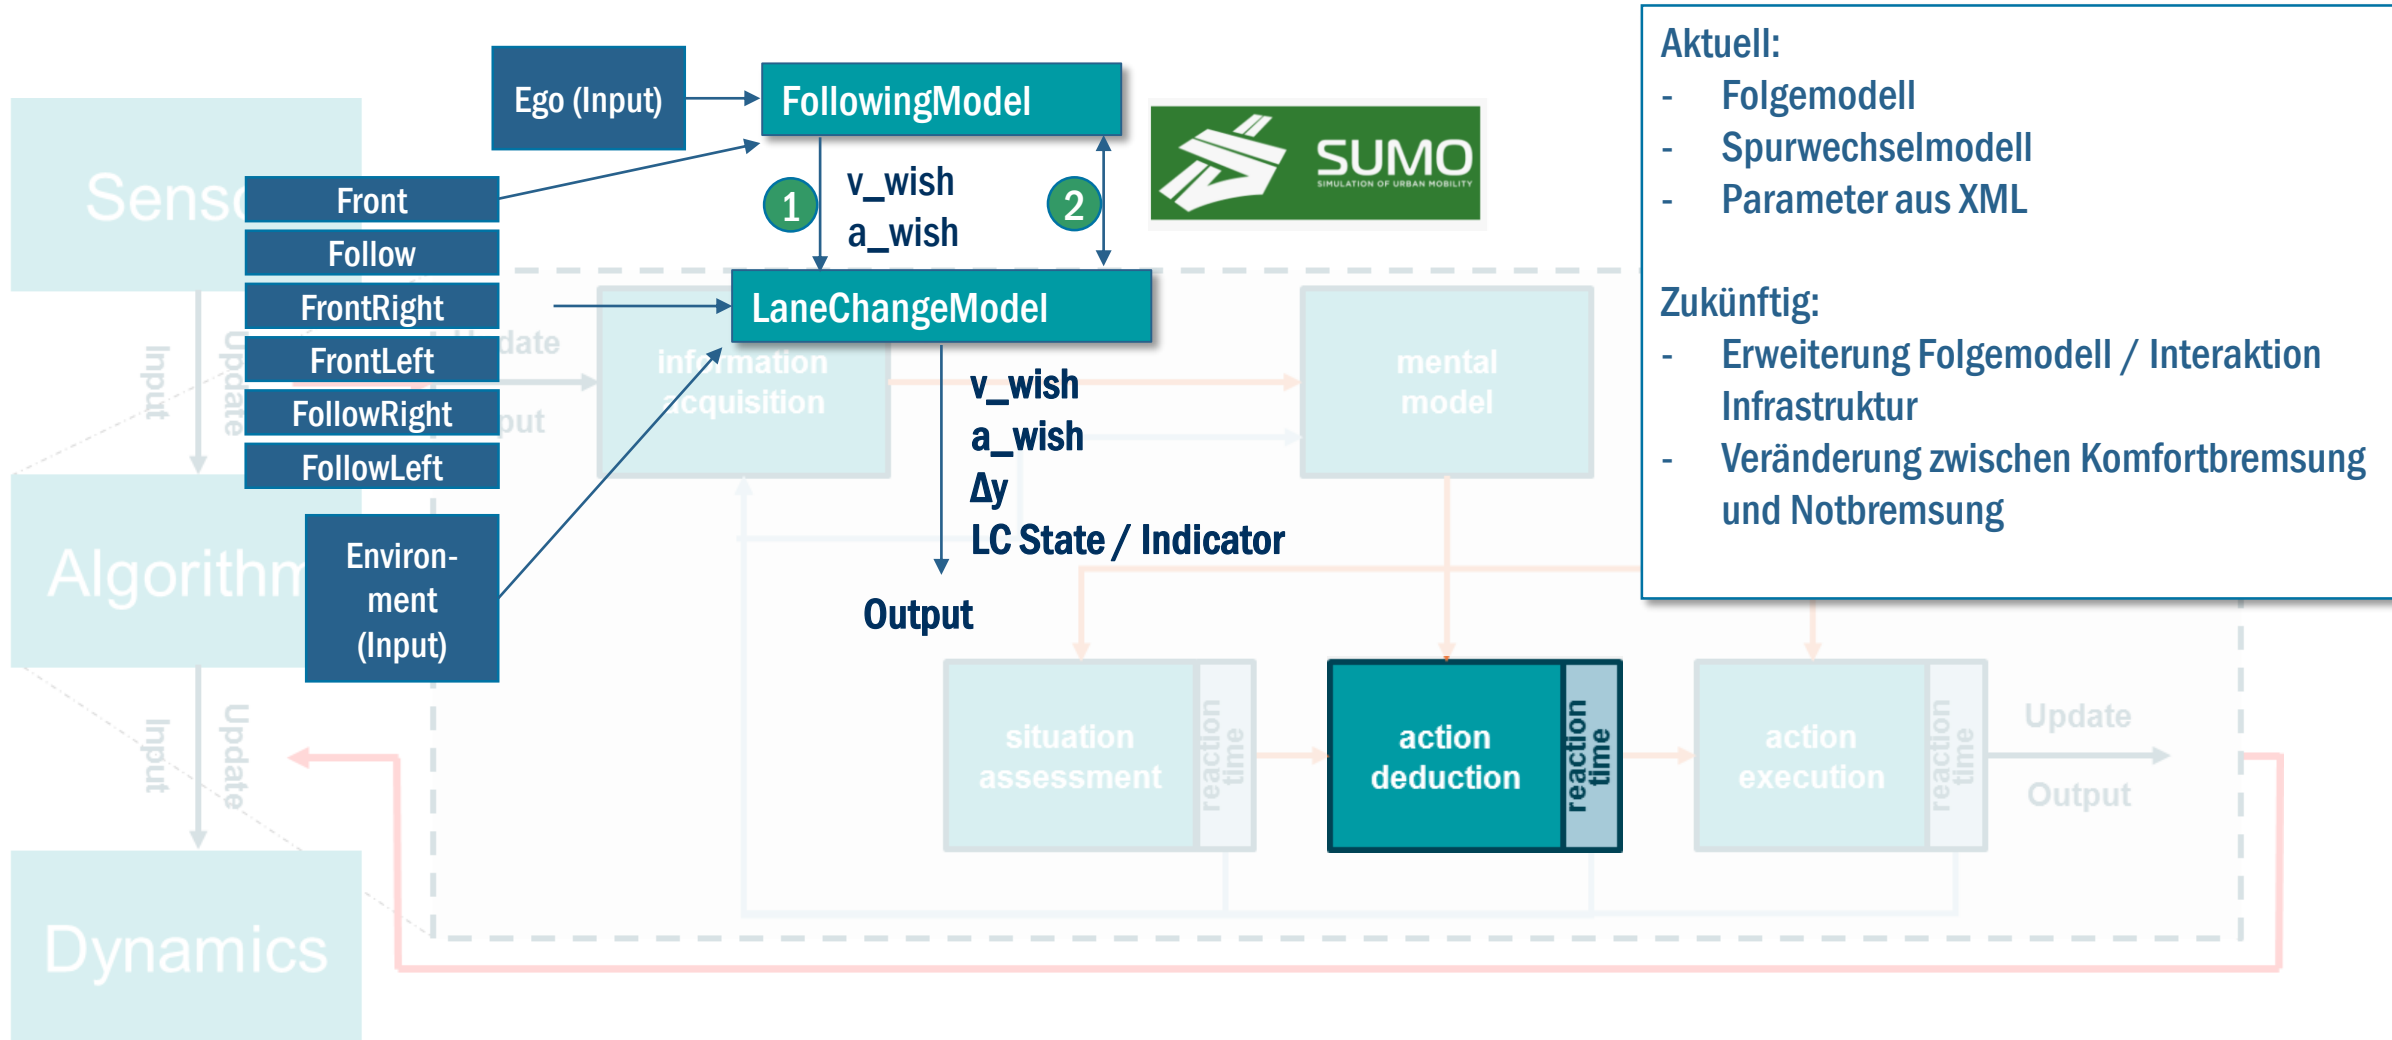 Ego (Input)
FollowingModel
SUMO
SIMULATION OF URBAN MOBILITY
Aktuell:
- Folgemodell
- Spurwechselmodell
- Parameter aus XML
Zukünftig:
- Erweiterung Folgemodell / Interaktion
Infrastruktur
- Veränderung zwischen Komfortbremsung
und Notbremsung
1
v_wish
a_wish
2
Front
Follow
FrontRight
FrontLeft
FollowRight
FollowLeft
Environ-
ment
(Input)
LaneChangeModel
v_wish
a_wish
Δy
LC State / Indicator
Output
Input
Update
Algorithm
Input
Update
Dynamics
information
acquisition
mental
model
situation
assessment
reaction
time
action
deduction
reaction
time
action
execution
reaction
time
Update
Output